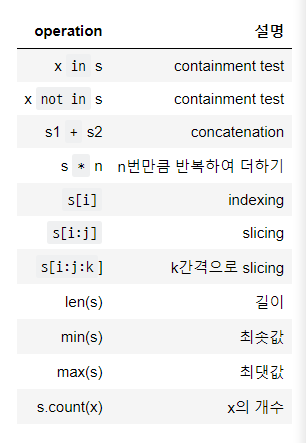 operation 설명
x in s containment test
x not in s containment test
s1 + s2 concatenation
s * n n번만큼 반복하여 더하기
s[i] indexing
s[i:j] slicing
s[i:j:k ] k간격으로 slicing
len(s) 길이
min(s) 최솟값
max(s) 최댓값
s.count(x) x의 개수